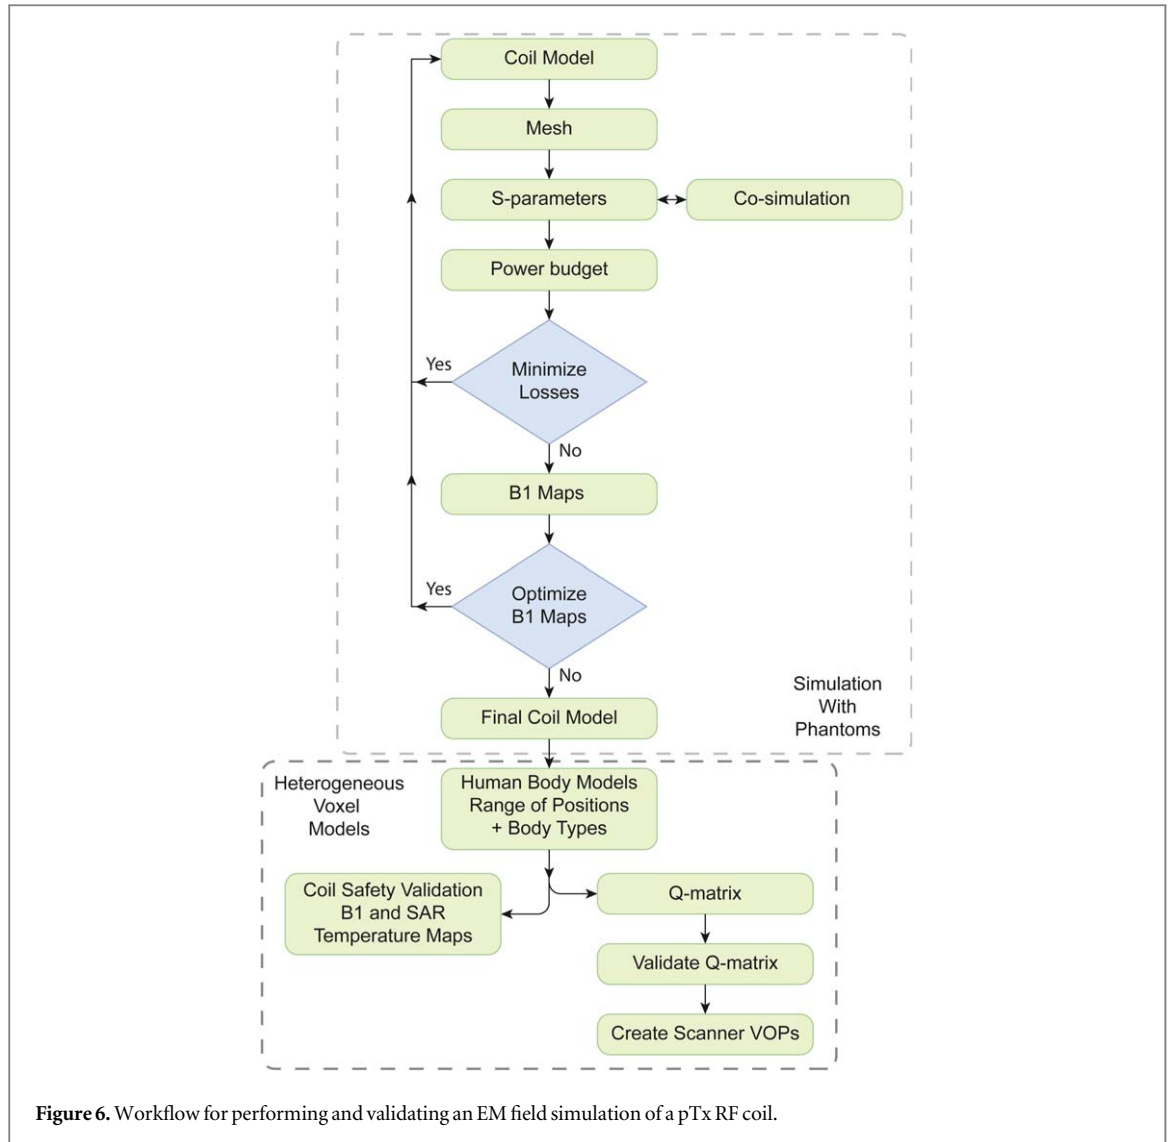 Coil Model
Mesh
S-parameters
Co-simulation
Power budget
Minimize
Losses
Yes
No
B1 Maps
Optimize
B1 Maps
Yes
No
Final Coil Model
Simulation
With
Phantoms
Heterogeneous
Voxel
Models
Human Body Models
Range of Positions
+ Body Types
Coil Safety Validation
B1 and SAR
Temperature Maps
Q-matrix
Validate Q-matrix
Create Scanner VOPs
Figure 6. Workflow for performing and validating an EM field simulation of a pTx RF coil.